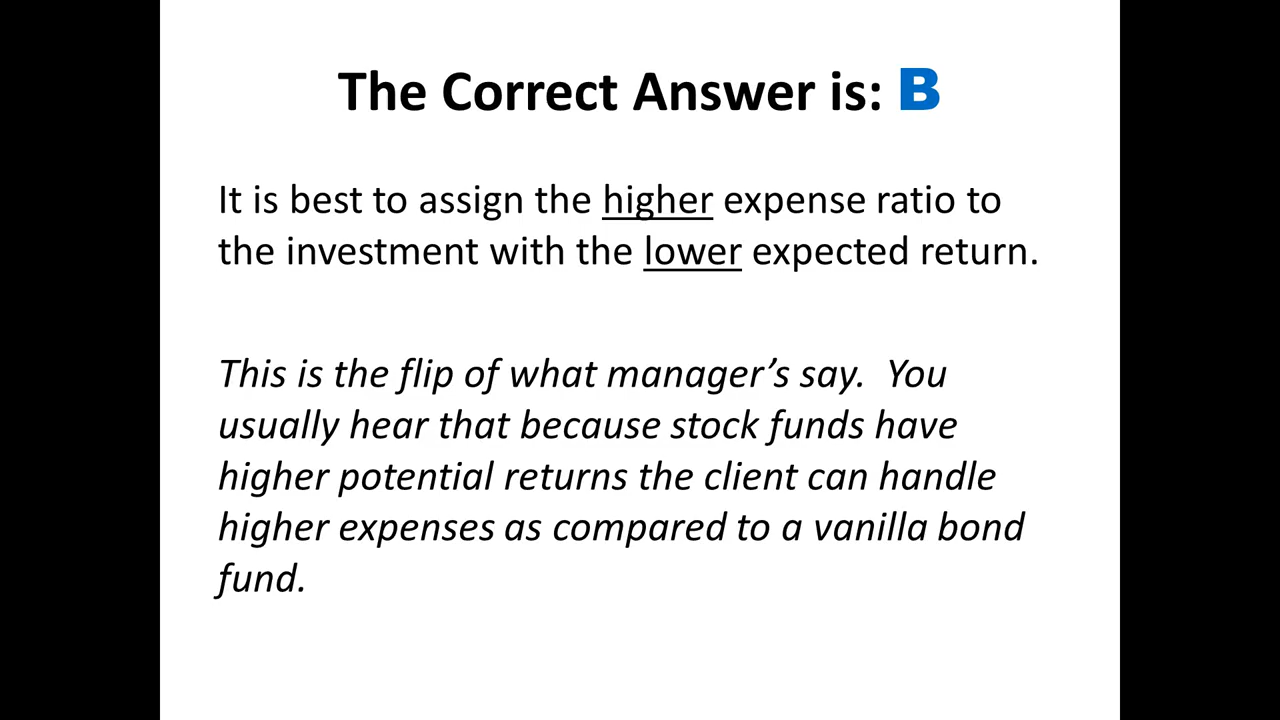 The Correct Answer is: B
It is best to assign the higher expense ratio to
the investment with the lower expected return.
This is the flip of what manager’s say.  You
usually hear that because stock funds have
higher potential returns the client can handle
higher expenses as compared to a vanilla bond
fund.